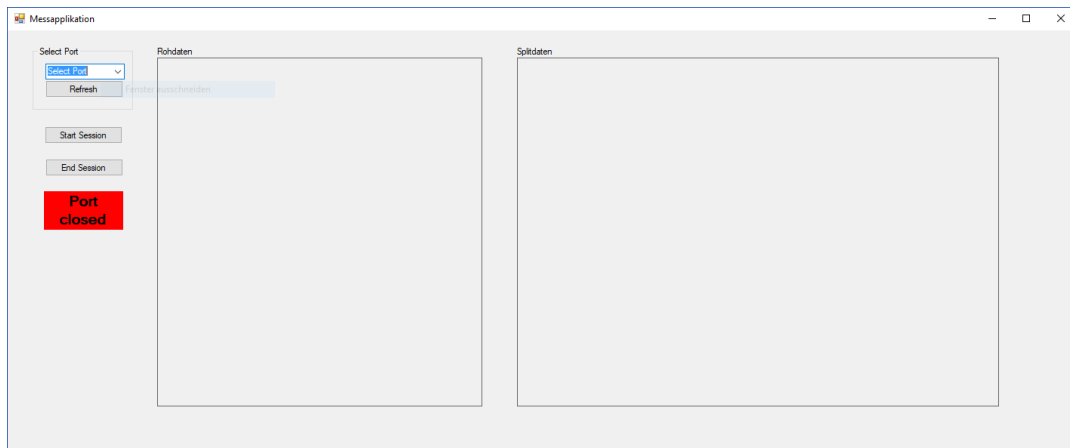 Messapplikation
Select Port
Rohdaten
Splitdaten
Select Port
Refresh
Fenster ausschneiden
Start Session
End Session
Port
closed